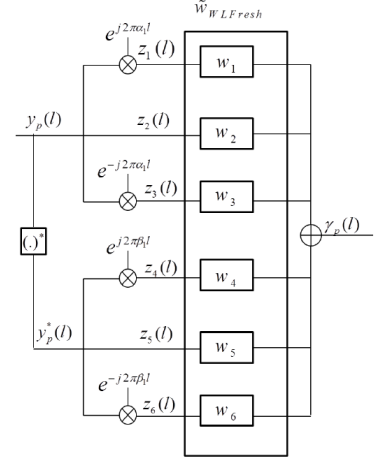 w̃_{WLFresh}
e^{j2πα₁l}
z₁(l)
w₁
y_p(l)
z₂(l)
w₂
e^{-j2πα₁l}
z₃(l)
w₃
γ_p(l)
(.)*
e^{j2πβ₁l}
z₄(l)
w₄
y_p^*(l)
z₅(l)
w₅
e^{-j2πβ₁l}
z₆(l)
w₆